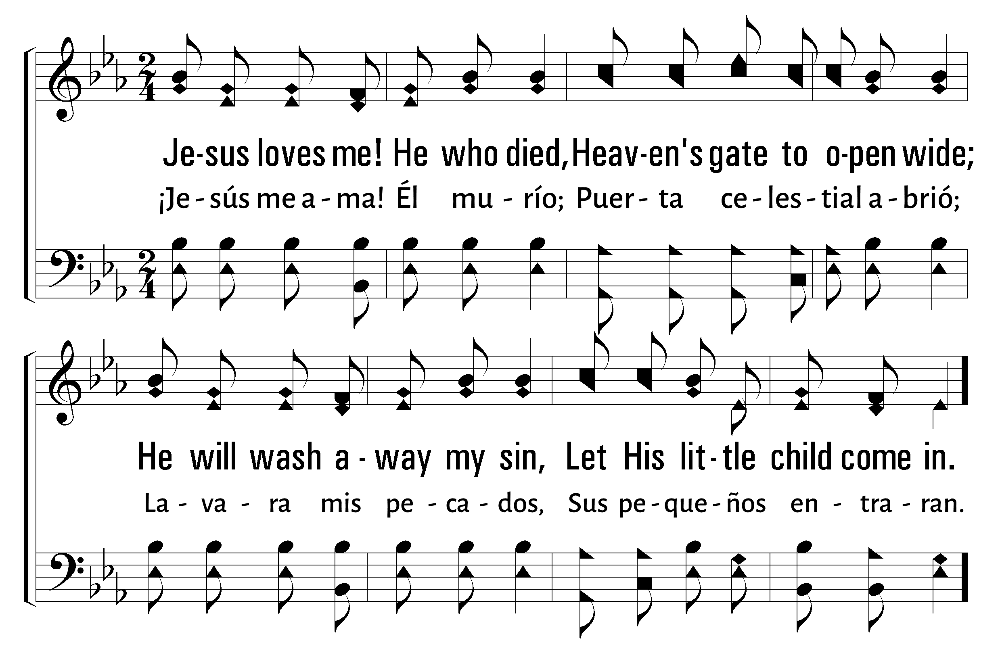 Je-sus loves me! He who died, Heav-en's gate to o-pen wide;
¡Je-sús me a-ma! Él mu-río; Puer-ta ce-les-tial a-brió;
He will wash a-way my sin, Let His lit-tle child come in.
La-va-ra mis pe-ca-dos, Sus pe-que-ños en-tra-ran.